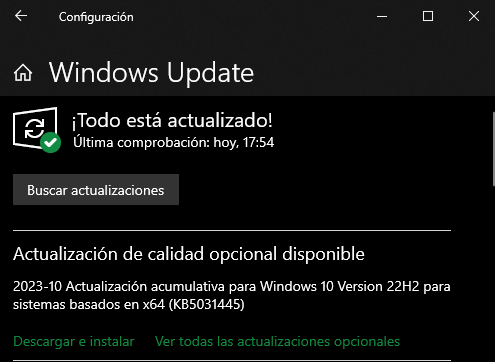 Configuración
Windows Update
¡Todo está actualizado!
Última comprobación: hoy, 17:54
Buscar actualizaciones
Actualización de calidad opcional disponible
2023-10 Actualización acumulativa para Windows 10 Version 22H2 para
sistemas basados en x64 (KB5031445)
Descargar e instalar Ver todas las actualizaciones opcionales